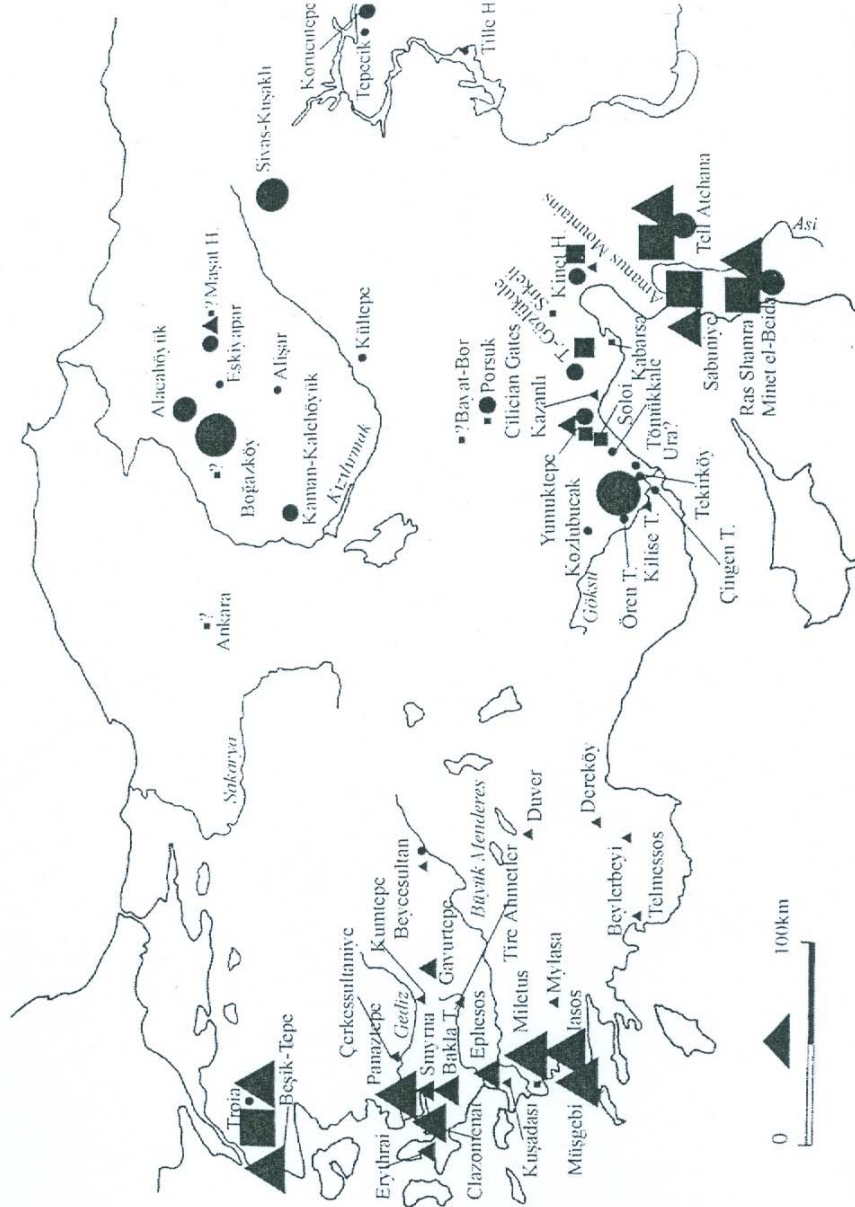 Troia
Beşik-Tepe
Çerkessultaniye
Panaztepe
Gediz
Kumtepe
Smyrna
Beycesultan
Erythrai
Bakla T.
Gavurtepe
Clazomenai
Ephesos
Büyük Menderes
Tire Ahmetler
Kuşadası
Miletus
Duver
Müşgebi
Mylasa
Iasos
Dereköy
Beylerbeyi
Telmessos
0
100km
Sakarya
?
Ankara
Alacahöyük
?
Boğazköy
? Maşat H.
Eskiyapar
Alişar
Kaman-Kalehöyük
Kızılırmak
Kültepe
Sivas-Kuşaklı
Korucutepe
Tepecik
Tille H
? Bayat-Bor
Porsuk
Cilician Gates
Kazanlı
T.-Gözlükule
Sirkeli
Kinet H.
Amanus Mountains
Yumuktepe
Kozlubucak
Soloi
Kabarsa
Tömükkale
Ura?
Göksu
Ören T.
Kilise T.
Tekirköy
Çingen T.
Tell Atchana
Asi
Sabuniye
Ras Shamra
Minet el-Beida